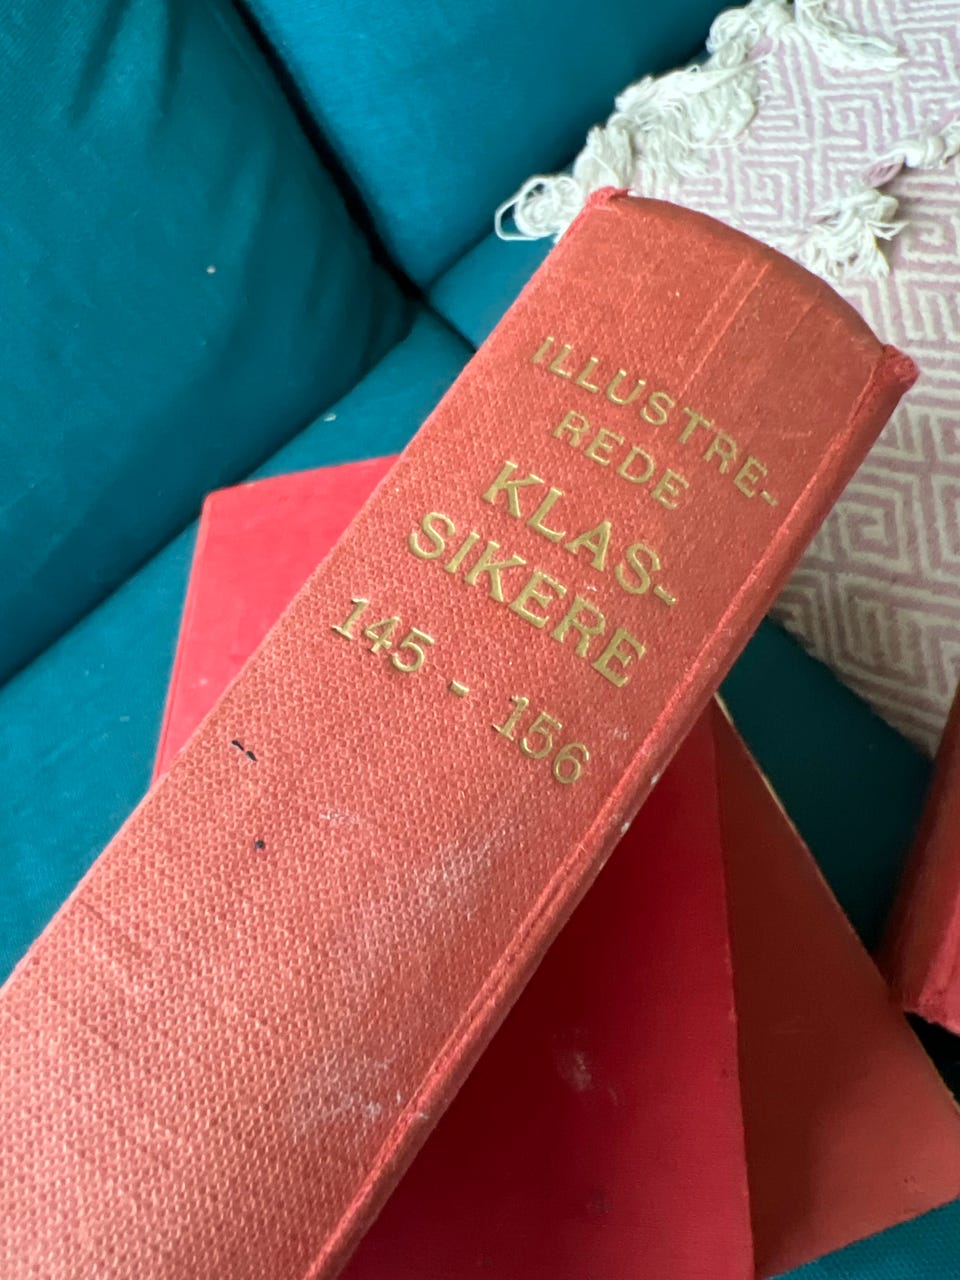 ILLUSTRE-
REDE
KLAS-
SIKERE
145 - 156